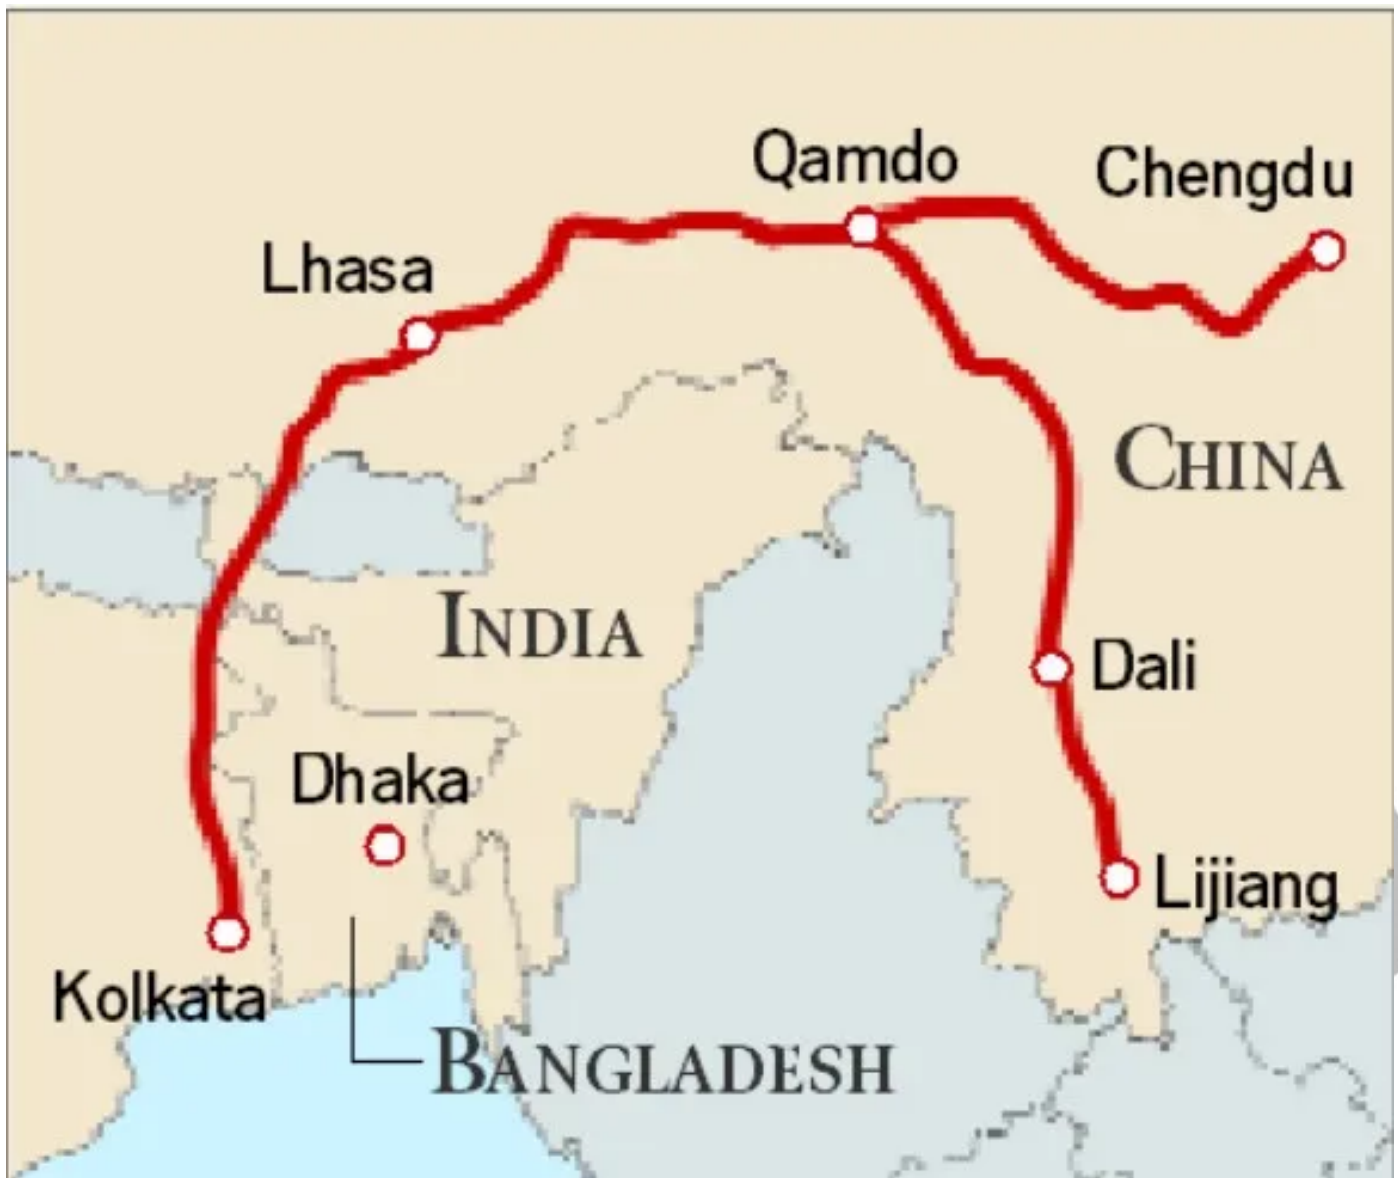 Qamdo
Chengdu
Lhasa
CHINA
INDIA
Dali
Dhaka
Lijiang
Kolkata
BANGLADESH